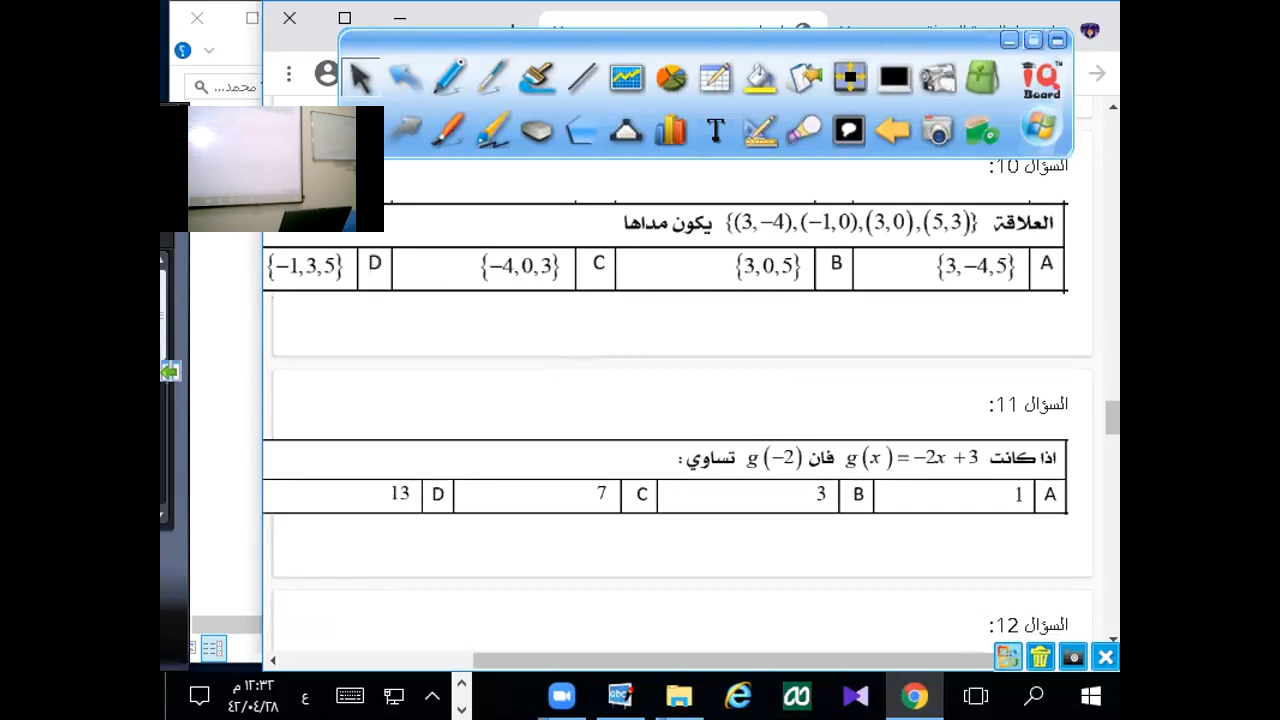 محمد...
iQ
Board
السؤال 10:
العلاقة {(3,−4),(−1,0),(3,0),(5,3)} يكون مداها
A {3,−4,5} B {3,0,5} C {−4,0,3} D {−1,3,5}
السؤال 11:
اذا كانت g(x)=−2x+3 فان g(−2) تساوي :
A 1 B 3 C 7 D 13
السؤال 12:
ع
١٢:٣٢ م
٤٢/٠٤/٢٨